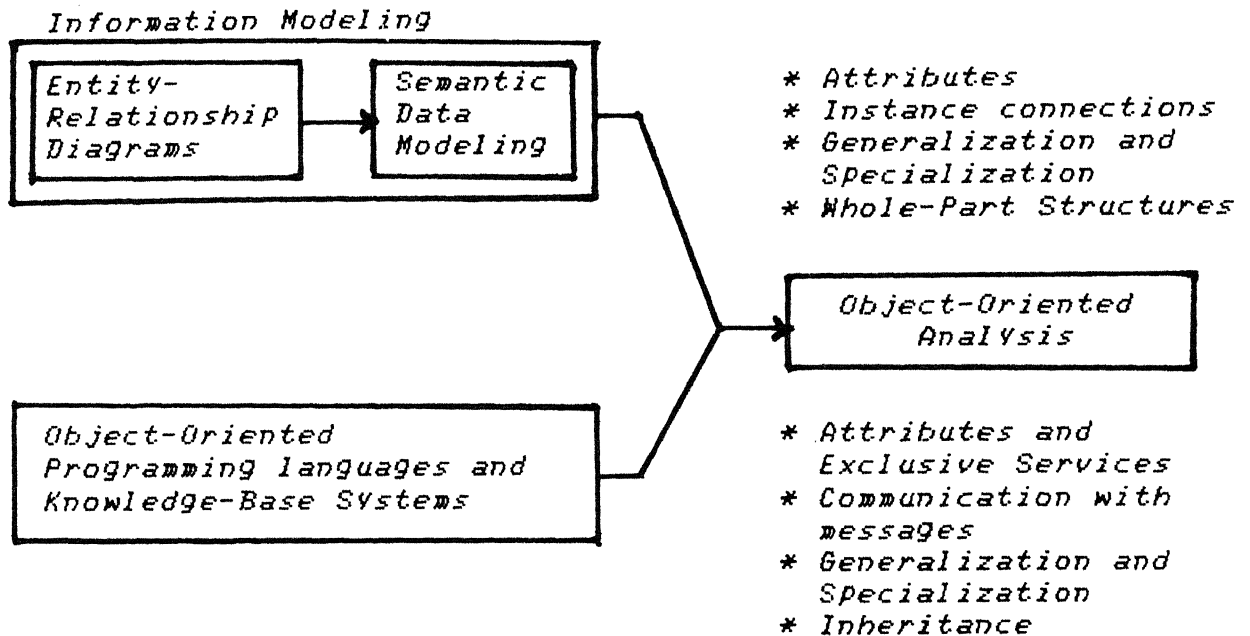 Information Modeling
Entity-
Relationship
Diagrams
Semantic
Data
Modeling
* Attributes
* Instance connections
* Generalization and
Specialization
* Whole-Part Structures
Object-Oriented
Analysis
Object-Oriented
Programming languages and
Knowledge-Base Systems
* Attributes and
Exclusive Services
* Communication with
messages
* Generalization and
Specialization
* Inheritance